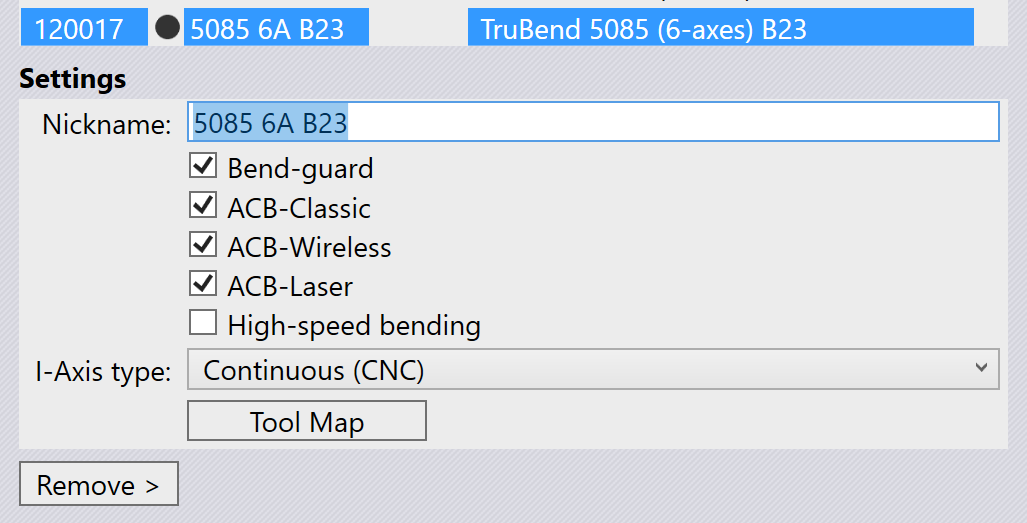 120017 5085 6A B23 TruBend 5085 (6-axes) B23
Settings
Nickname: 5085 6A B23
Bend-guard
ACB-Classic
ACB-Wireless
ACB-Laser
High-speed bending
I-Axis type: Continuous (CNC)
Tool Map
Remove >